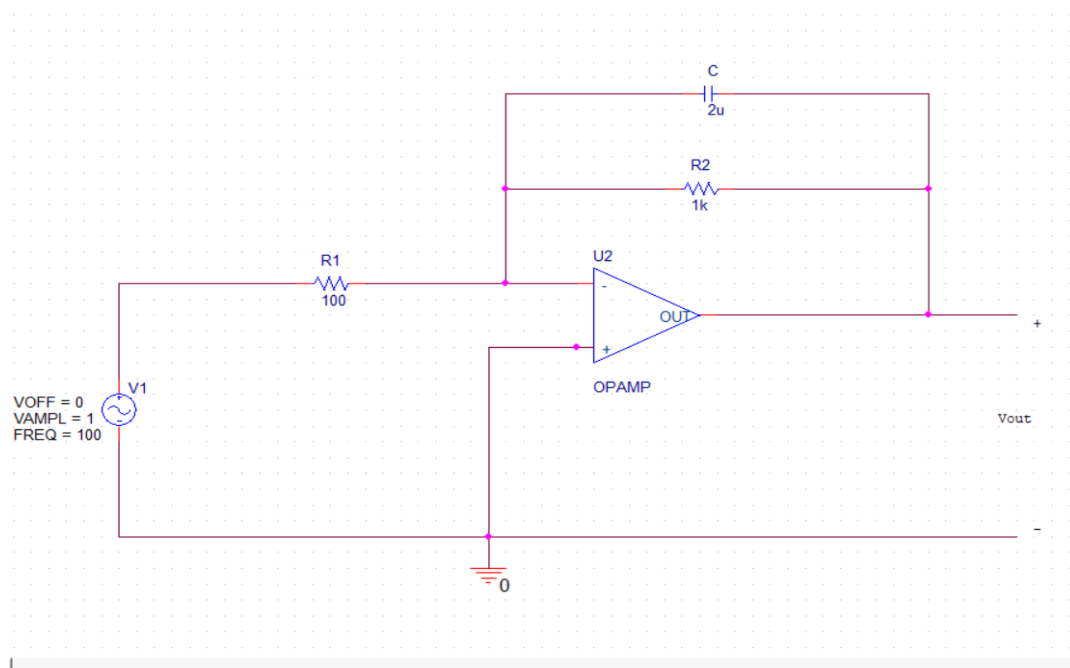 C
2u
R2
1k
R1
100
U2
-
OUT
+
OPAMP
+
V1
VOFF = 0
VAMPL = 1
FREQ = 100
+
-
Vout
-
0